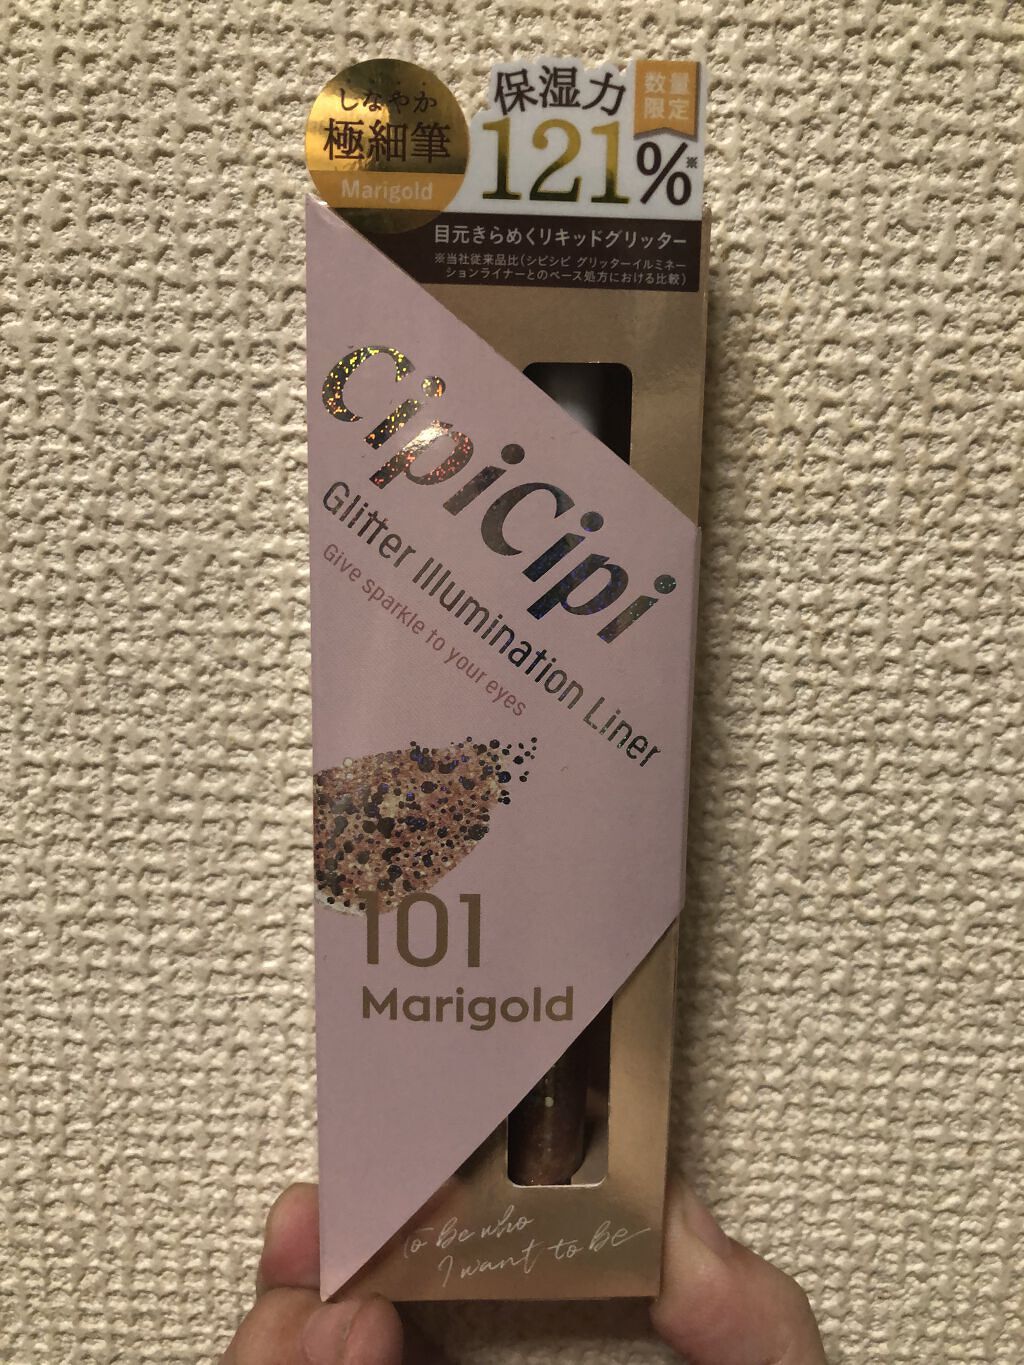 しなやか
極細筆
Marigold
保湿力
121%※
数量
限定
目元きらめくリキッドグリッター
※当社従来品比(シピシピ グリッターイルミネー
ションライナーとのベース処方における比較)
CipiCipi
Glitter Illumination Liner
Give sparkle to your eyes
101
Marigold
To Be who
I want to Be